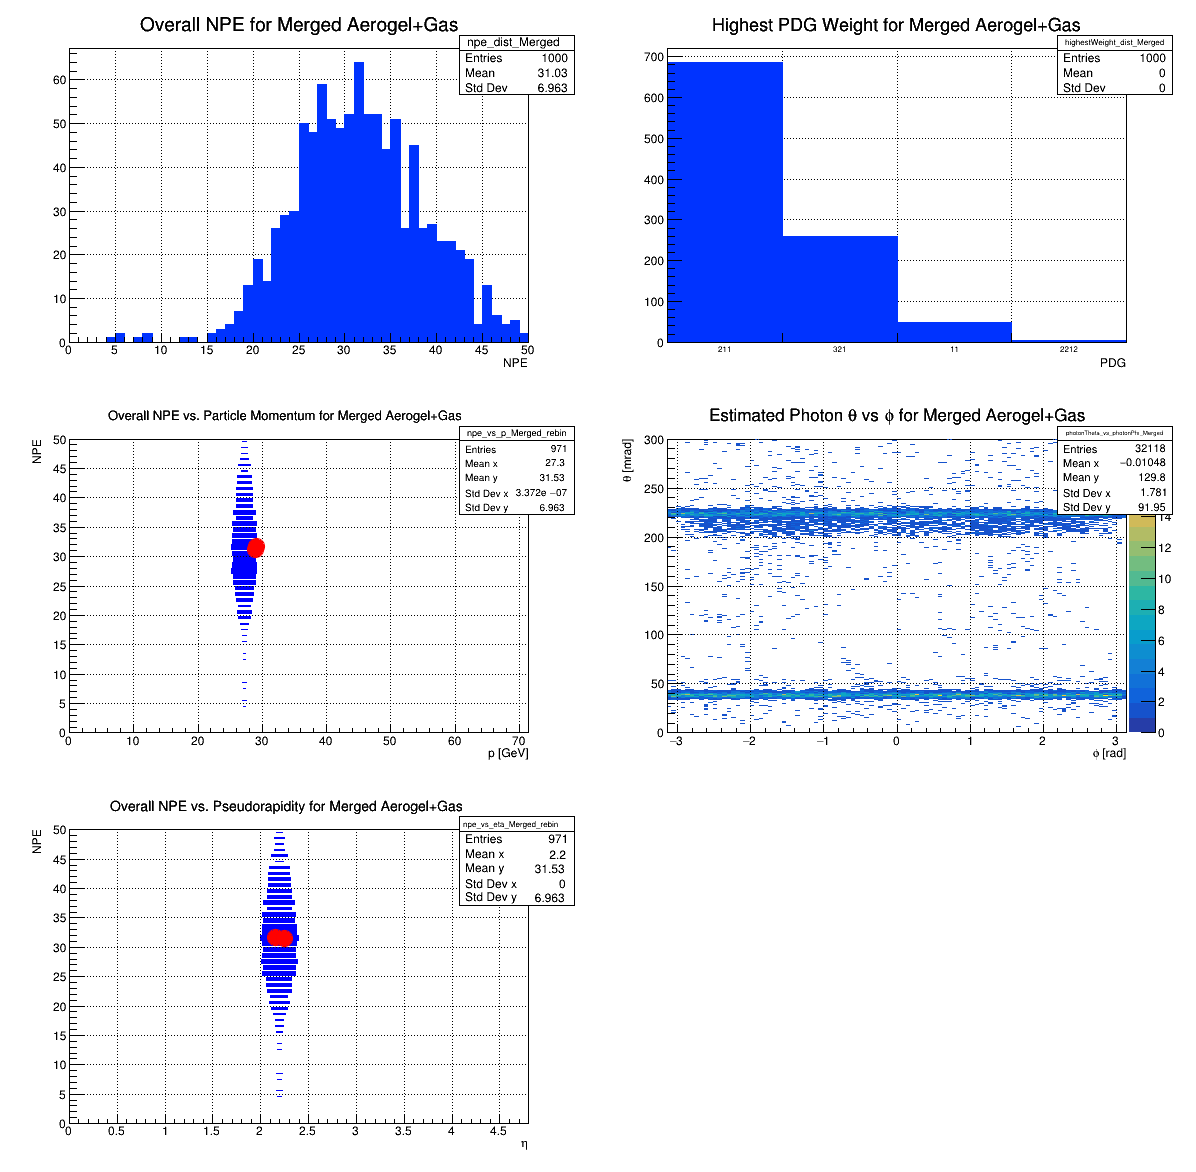 Overall NPE for Merged Aerogel+Gas
npe_dist_Merged
Entries 1000
Mean 31.03
Std Dev 6.963
60
50
40
30
20
10
0
0 5 10 15 20 25 30 35 40 45 50
NPE
Highest PDG Weight for Merged Aerogel+Gas
highestWeight_dist_Merged
Entries 1000
Mean 0
Std Dev 0
700
600
500
400
300
200
100
0
211 321 11 2212
PDG
Overall NPE vs. Particle Momentum for Merged Aerogel+Gas
npe_vs_p_Merged_rebin
Entries 971
Mean x 27.3
Mean y 31.53
Std Dev x 3.372e −07
Std Dev y 6.963
NPE
50
45
40
35
30
25
20
15
10
5
0
0 10 20 30 40 50 60 70
p [GeV]
Estimated Photon θ vs ϕ for Merged Aerogel+Gas
photonTheta_vs_photonPhi_Merged
Entries 32118
Mean x −0.01048
Mean y 129.8
Std Dev x 1.781
Std Dev y 91.95
θ [mrad]
300
250
200
150
100
50
0
−3 −2 −1 0 1 2 3
ϕ [rad]
14
12
10
8
6
4
2
0
Overall NPE vs. Pseudorapidity for Merged Aerogel+Gas
npe_vs_eta_Merged_rebin
Entries 971
Mean x 2.2
Mean y 31.53
Std Dev x 0
Std Dev y 6.963
NPE
50
45
40
35
30
25
20
15
10
5
0
0 0.5 1 1.5 2 2.5 3 3.5 4 4.5
η